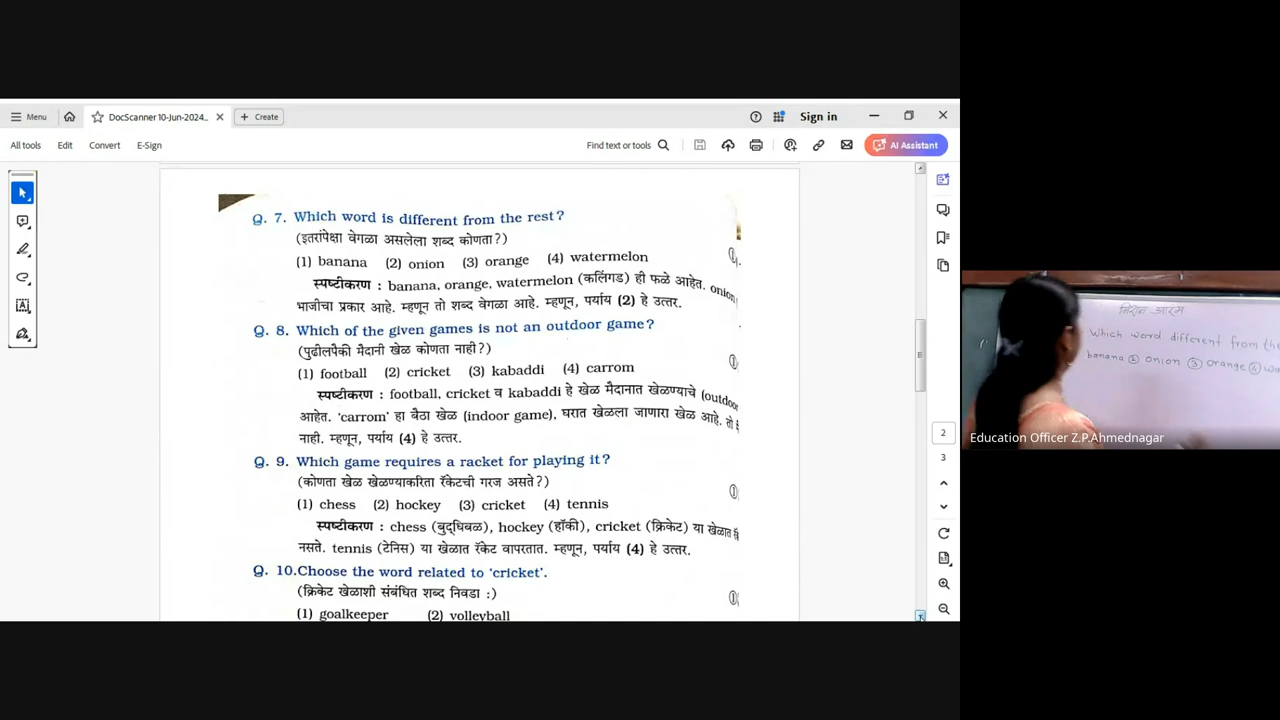 Menu
DocScanner 10-Jun-2024...
Create
Sign in
All tools
Edit
Convert
E-Sign
Find text or tools
AI Assistant
Q. 7. Which word is different from the rest?
(इतरांपेक्षा वेगळा असलेला शब्द कोणता?)
(1) banana (2) onion (3) orange (4) watermelon
स्पष्टीकरण : banana, orange, watermelon (कलिंगड) ही फळे आहेत. onion
भाजीचा प्रकार आहे. म्हणून तो शब्द वेगळा आहे. म्हणून, पर्याय (2) हे उत्तर.
Q. 8. Which of the given games is not an outdoor game?
(पुढीलपैकी मैदानी खेळ कोणता नाही?)
(1) football (2) cricket (3) kabaddi (4) carrom
स्पष्टीकरण : football, cricket व kabaddi हे खेळ मैदानात खेळण्याचे (outdoor
आहेत. ‘carrom’ हा बैठा खेळ (indoor game), घरात खेळला जाणारा खेळ आहे. तो
नाही. म्हणून, पर्याय (4) हे उत्तर.
Q. 9. Which game requires a racket for playing it?
(कोणता खेळ खेळण्याकरिता रॅकेटची गरज असते?)
(1) chess (2) hockey (3) cricket (4) tennis
स्पष्टीकरण : chess (बुद्धिबळ), hockey (हॉकी), cricket (क्रिकेट) या खेळात
नसते. tennis (टेनिस) या खेळात रॅकेट वापरतात. म्हणून, पर्याय (4) हे उत्तर.
Q. 10. Choose the word related to ‘cricket’.
(क्रिकेट खेळाशी संबंधित शब्द निवडा :)
(1) goalkeeper (2) volleyball
2
3
Which word different from the
banana ② onion ③ orange ④
Education Officer Z.P.Ahmednagar